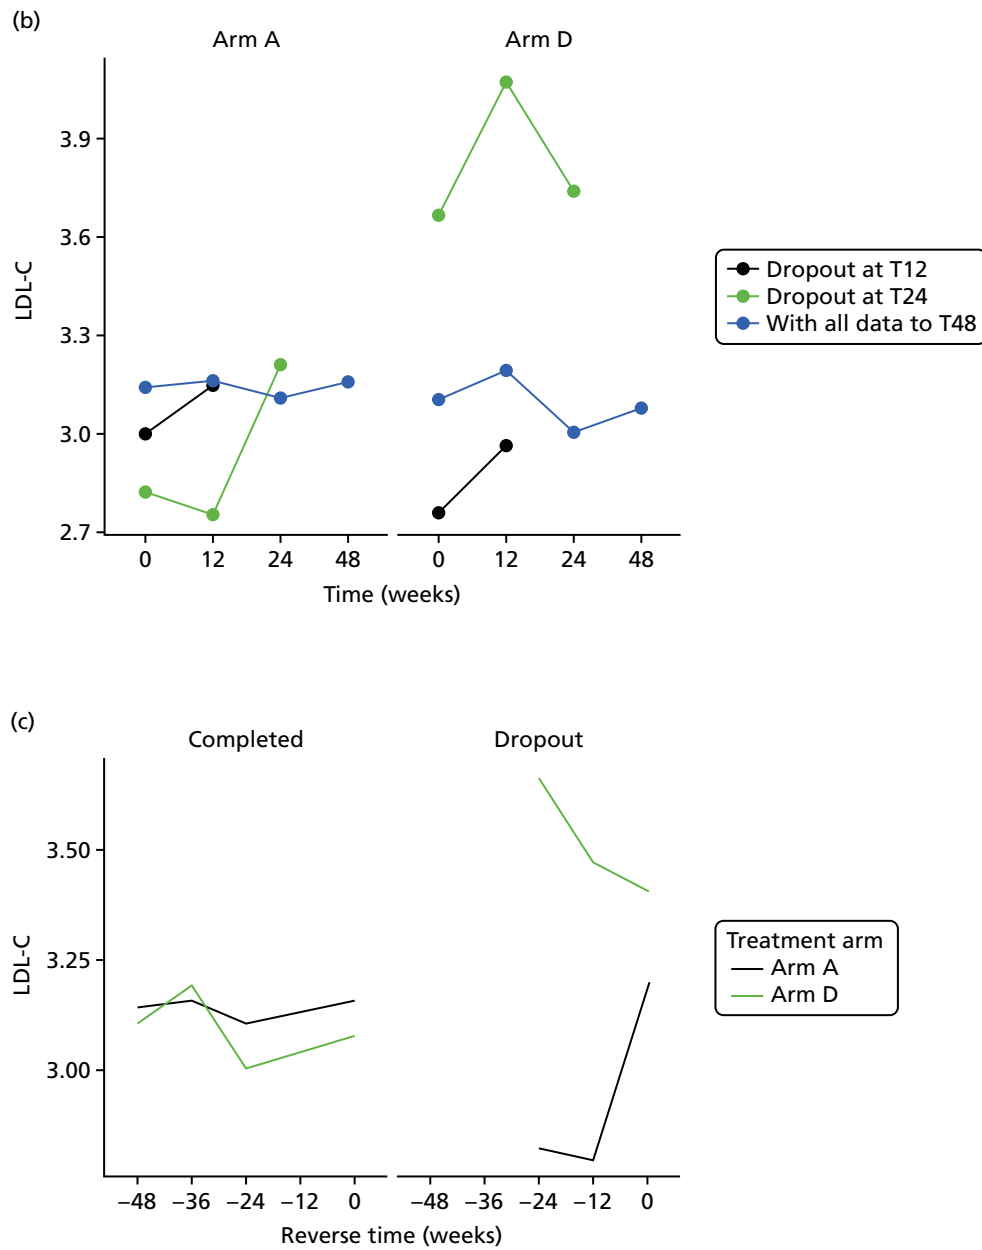 (b)
Arm A
Arm D
LDL-C
3.9
3.6
3.3
3.0
2.7
0 12 24 48
0 12 24 48
Time (weeks)
Dropout at T12
Dropout at T24
With all data to T48
(c)
Completed
Dropout
LDL-C
3.50
3.25
3.00
−48 −36 −24 −12 0
−48 −36 −24 −12 0
Reverse time (weeks)
Treatment arm
Arm A
Arm D